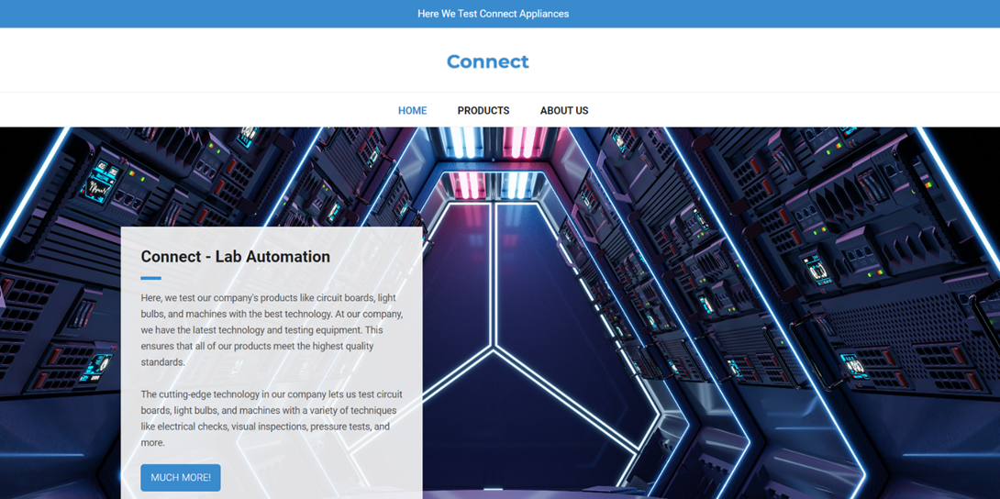 Here We Test Connect Appliances
Connect
HOME PRODUCTS ABOUT US
Connect - Lab Automation
Here, we test our company's products like circuit boards, light
bulbs, and machines with the best technology. At our company,
we have the latest technology and testing equipment. This
ensures that all of our products meet the highest quality
standards.
The cutting-edge technology in our company lets us test circuit
boards, light bulbs, and machines with a variety of techniques
like electrical checks, visual inspections, pressure tests, and
more.
MUCH MORE!